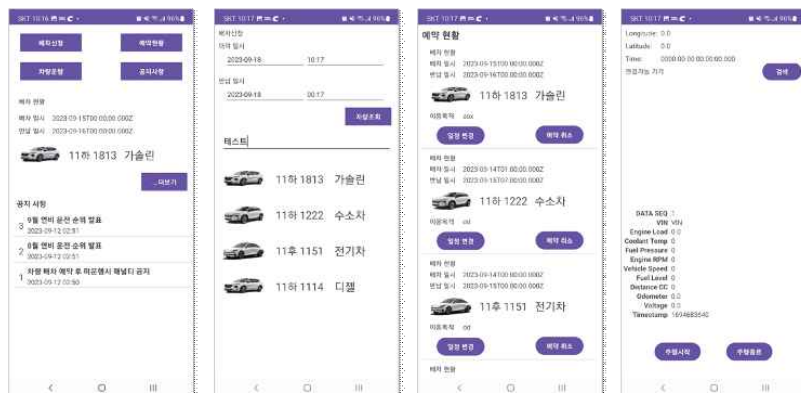 SKT 10:16
96%
배차신청
예약현황
차량운행
공지사항
배차 현황
배차 일시 2023-09-15T00:00:00.000Z
반납 일시 2023-09-16T00:00:00.000Z
11하 1813 가솔린
...더보기
공지 사항
3 9월 연비 운전 순위 발표
2023-09-12 02:51
2 8월 연비 운전 순위 발표
2023-09-12 02:51
1 차량 배차 예약 후 미운행시 패널티 공지
2023-09-12 02:50
SKT 10:17
96%
배차신청
예약 일시
2023-09-18 10:17
반납 일시
2023-09-18 00:17
차량조회
테스트
11하 1813 가솔린
11하 1222 수소차
11후 1151 전기차
11하 1114 디젤
SKT 10:17
96%
예약 현황
배차 현황
배차 일시 2023-09-15T00:00:00.000Z
반납 일시 2023-09-16T00:00:00.000Z
11하 1813 가솔린
이용목적
일정 변경
예약 취소
배차 현황
배차 일시 2023-09-14T01:00:00.000Z
반납 일시 2023-09-15T07:00:00.000Z
11하 1222 수소차
이용목적
일정 변경
예약 취소
배차 현황
배차 일시 2023-09-14T00:00:00.000Z
반납 일시 2023-09-15T00:00:00.000Z
11후 1151 전기차
이용목적
일정 변경
예약 취소
배차 현황
SKT 10:17
96%
Longitude: 0.0
Latitude: 0.0
Time: 0000-00-00 00:00:00.000
연결가능 기기
검색
DATA SEQ 1
VIN VIN
Engine Load 0.0
Coolant Temp 0
Fuel Pressure 0
Engine RPM 0
Vehicle Speed 0
Fuel Level 0
Distance CC 0
Odometer 0.0
Voltage 0.0
Timestamp 1694683640
주행시작
주행종료